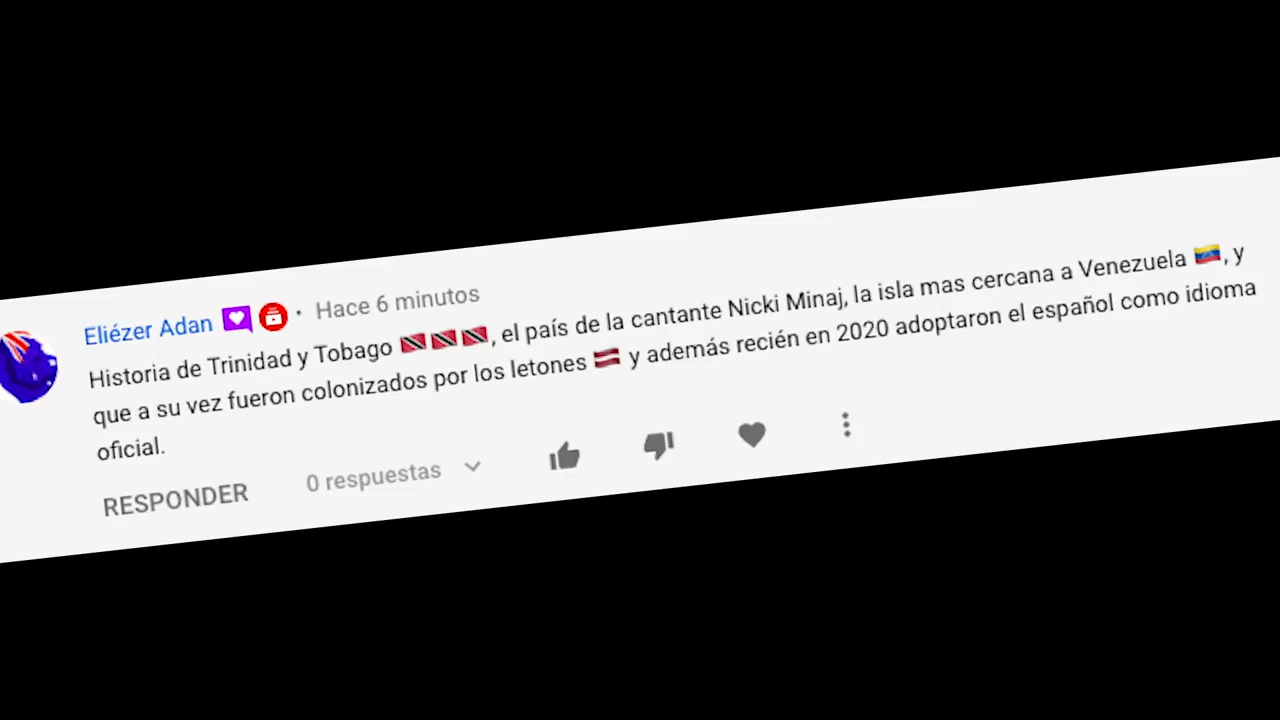 Eliézer Adan • Hace 6 minutos
Historia de Trinidad y Tobago 🇹🇹🇹🇹🇹🇹, el país de la cantante Nicki Minaj, la isla mas cercana a Venezuela 🇻🇪, y
que a su vez fueron colonizados por los letones 🇱🇻 y además recién en 2020 adoptaron el español como idioma
oficial.
RESPONDER 0 respuestas